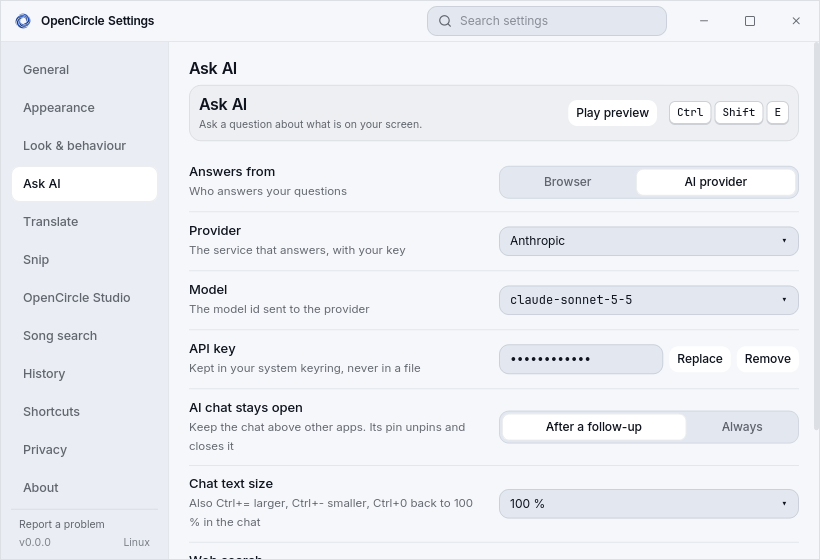 OpenCircle Settings
Search settings
General
Appearance
Look & behaviour
Ask AI
Translate
Snip
OpenCircle Studio
Song search
History
Shortcuts
Privacy
About
Report a problem
v0.0.0 Linux
Ask AI
Ask AI
Ask a question about what is on your screen.
Play preview Ctrl Shift E
Answers from
Who answers your questions
Browser AI provider
Provider
The service that answers, with your key
Anthropic
Model
The model id sent to the provider
claude-sonnet-5-5
API key
Kept in your system keyring, never in a file
•••••••••••• Replace Remove
AI chat stays open
Keep the chat above other apps. Its pin unpins and
closes it
After a follow-up Always
Chat text size
Also Ctrl+= larger, Ctrl+- smaller, Ctrl+0 back to 100
% in the chat
100 %
Web search